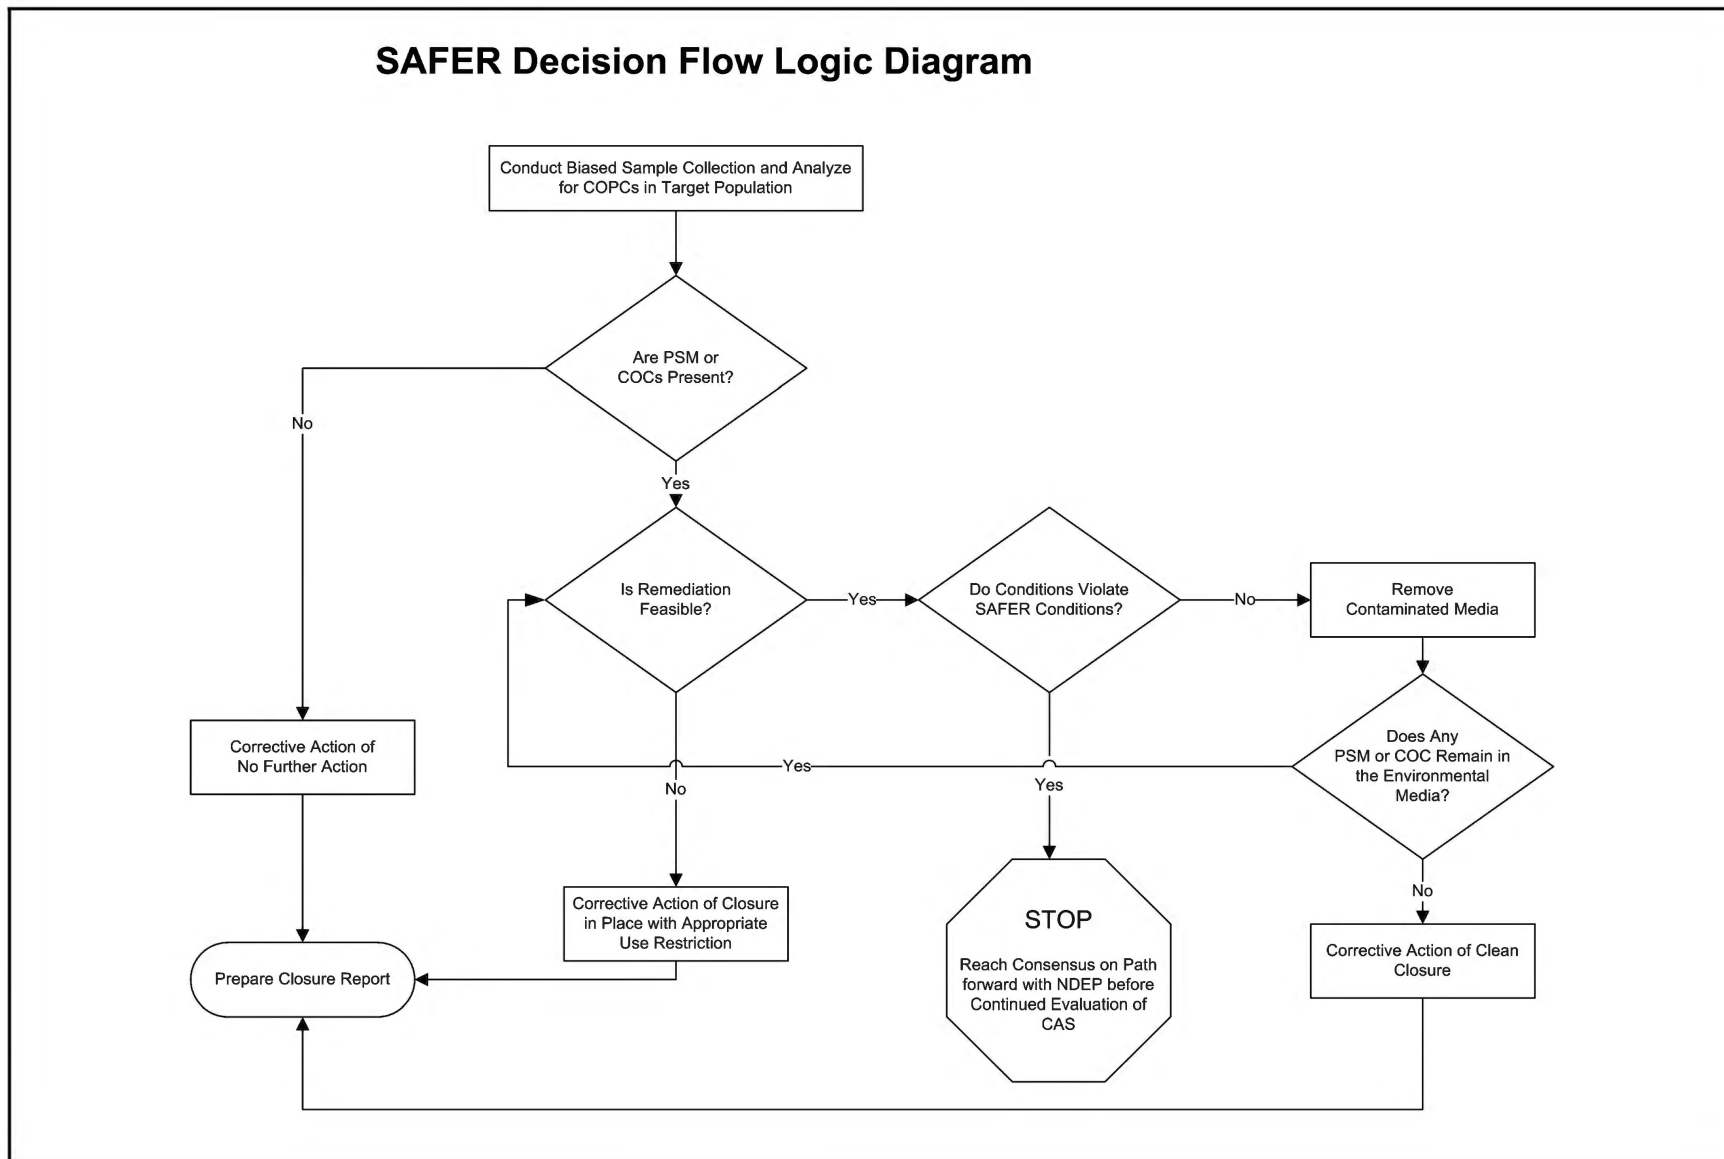 SAFER Decision Flow Logic Diagram
Conduct Biased Sample Collection and Analyze
for COPCs in Target Population
Are PSM or
COCs Present?
No
Yes
Is Remediation
Feasible?
Yes
Do Conditions Violate
SAFER Conditions?
No
Remove
Contaminated Media
Corrective Action of
No Further Action
Does Any
PSM or COC Remain in
the Environmental
Media?
Yes
No
Yes
No
Corrective Action of Closure
in Place with Appropriate
Use Restriction
STOP
Reach Consensus on Path
forward with NDEP before
Continued Evaluation of
CAS
Corrective Action of Clean
Closure
Prepare Closure Report